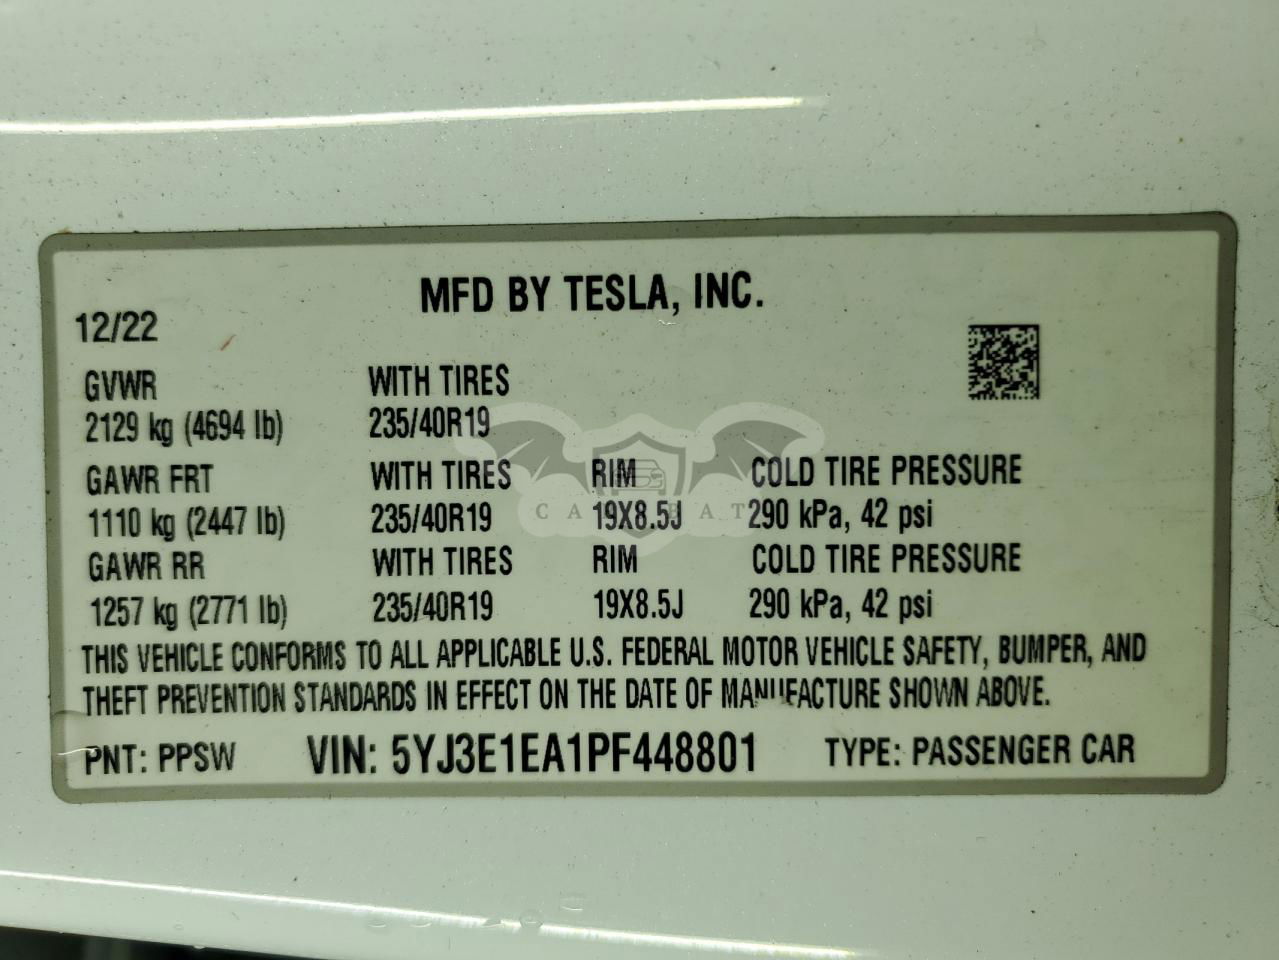 MFD BY TESLA, INC.
12/22
GVWR WITH TIRES
2129 kg (4694 lb) 235/40R19
GAWR FRT WITH TIRES RIM COLD TIRE PRESSURE
1110 kg (2447 lb) 235/40R19 19X8.5J 290 kPa, 42 psi
GAWR RR WITH TIRES RIM COLD TIRE PRESSURE
1257 kg (2771 lb) 235/40R19 19X8.5J 290 kPa, 42 psi
THIS VEHICLE CONFORMS TO ALL APPLICABLE U.S. FEDERAL MOTOR VEHICLE SAFETY, BUMPER, AND
THEFT PREVENTION STANDARDS IN EFFECT ON THE DATE OF MANUFACTURE SHOWN ABOVE.
PNT: PPSW VIN: 5YJ3E1EA1PF448801 TYPE: PASSENGER CAR